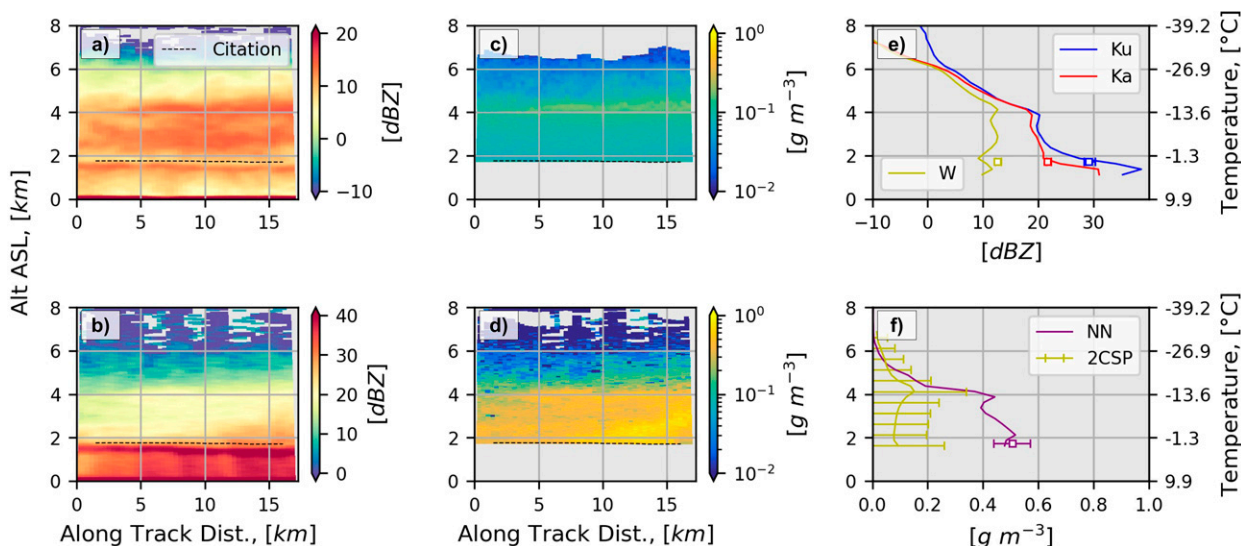 a)
Citation
8
6
4
2
0
0 5 10 15
20
10
0
−10
[dBZ]
c)
8
6
4
2
0
0 5 10 15
10^0
10^-1
10^-2
[g m^-3]
e)
Ku
Ka
W
8
6
4
2
0
−10 0 10 20 30
[dBZ]
-39.2
-26.9
-13.6
-1.3
9.9
Temperature, [°C]
Alt ASL, [km]
b)
8
6
4
2
0
0 5 10 15
Along Track Dist., [km]
40
30
20
10
0
[dBZ]
d)
8
6
4
2
0
0 5 10 15
Along Track Dist., [km]
10^0
10^-1
10^-2
[g m^-3]
f)
NN
2CSP
8
6
4
2
0
0.0 0.2 0.4 0.6 0.8 1.0
[g m^-3]
-39.2
-26.9
-13.6
-1.3
9.9
Temperature, [°C]